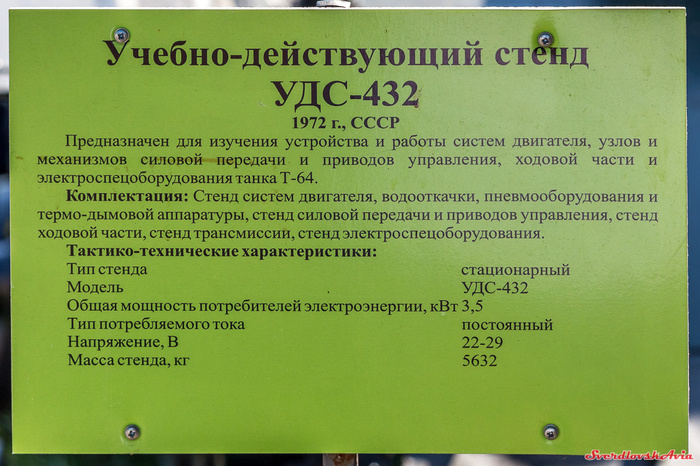 Учебно-действующий стенд
УДС-432
1972 г., СССР
Предназначен для изучения устройства и работы систем двигателя, узлов и
механизмов силовой передачи и приводов управления, ходовой части и
электроспецоборудования танка Т-64.
Комплектация: Стенд систем двигателя, водооткачки, пневмооборудования и
термо-дымовой аппаратуры, стенд силовой передачи и приводов управления, стенд
ходовой части, стенд трансмиссии, стенд электроспецоборудования.
Тактико-технические характеристики:
Тип стенда стационарный
Модель УДС-432
Общая мощность потребителей электроэнергии, кВт 3,5
Тип потребляемого тока постоянный
Напряжение, В 22-29
Масса стенда, кг 5632
SverdlovskAvia